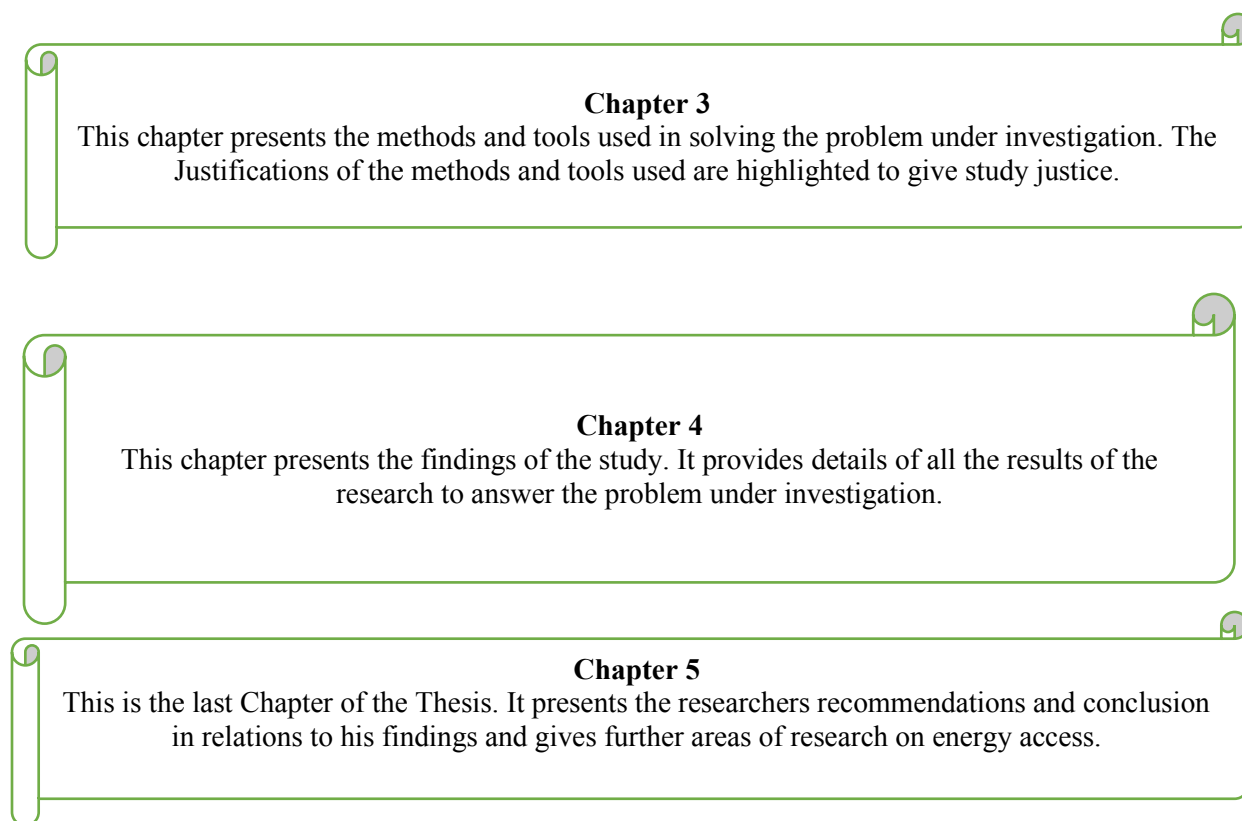 Chapter 3
This chapter presents the methods and tools used in solving the problem under investigation. The
Justifications of the methods and tools used are highlighted to give study justice.
Chapter 4
This chapter presents the findings of the study. It provides details of all the results of the
research to answer the problem under investigation.
Chapter 5
This is the last Chapter of the Thesis. It presents the researchers recommendations and conclusion
in relations to his findings and gives further areas of research on energy access.